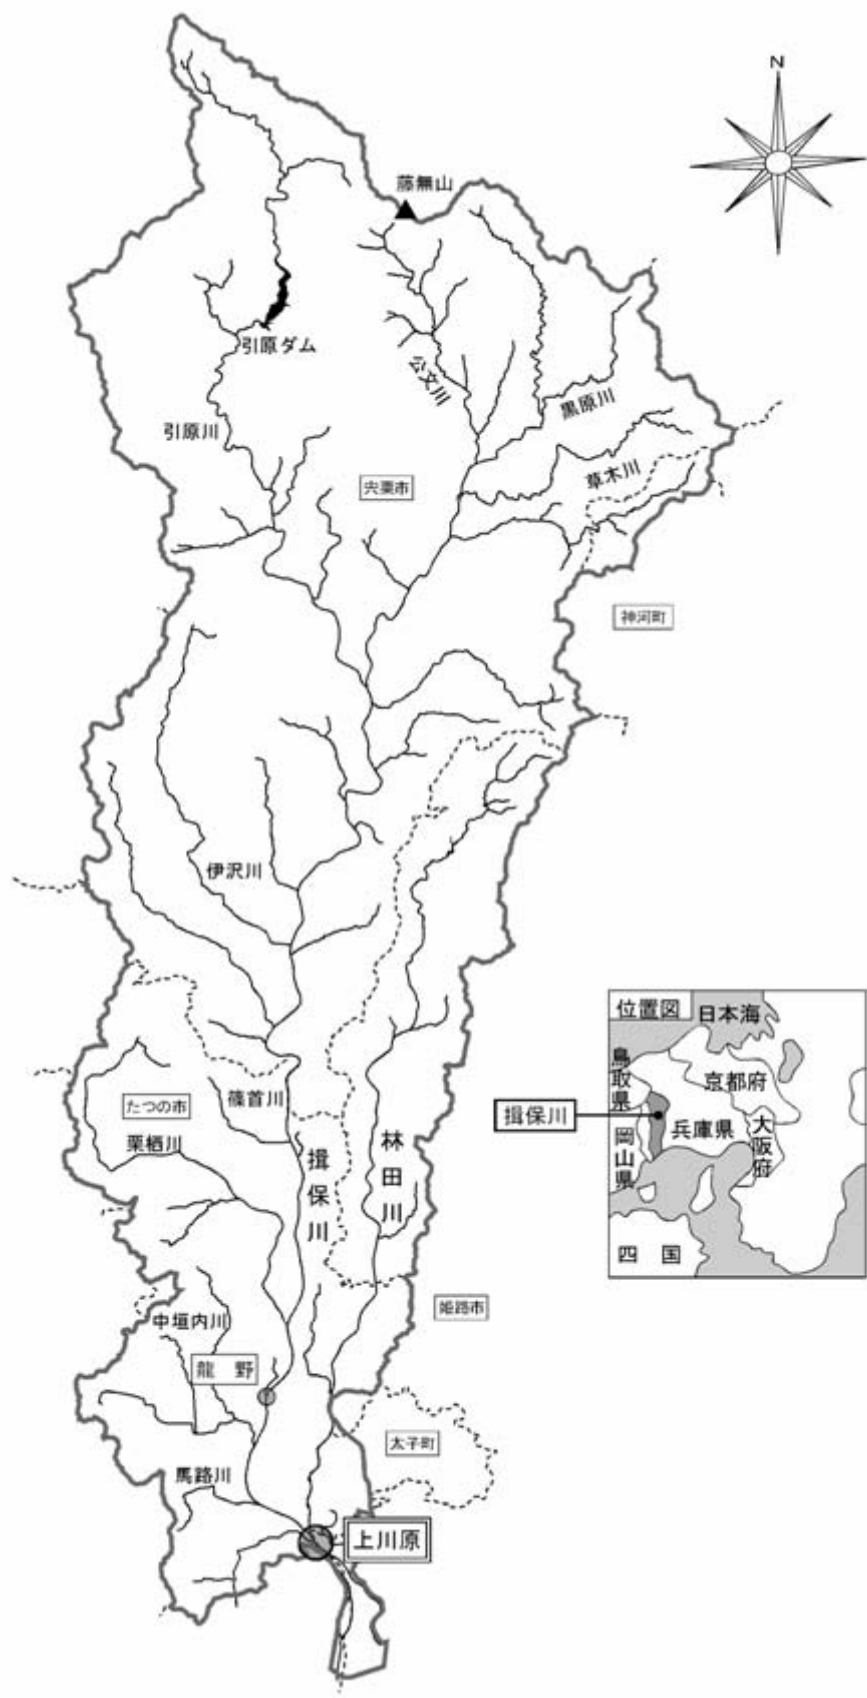 N
藤無山
引原ダム
公文川
黒原川
引原川
草木川
宍粟市
神河町
伊沢川
位置図
日本海
鳥取県
京都府
揖保川
兵庫県
大阪府
岡山県
四国
たつの市
篠首川
栗栖川
揖保川
林田川
姫路市
中垣内川
龍野
太子町
馬路川
上川原